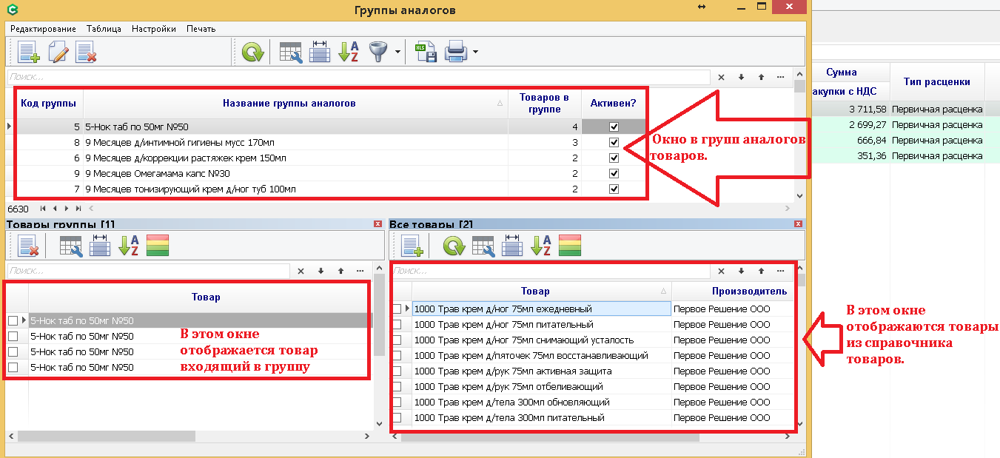 Группы аналогов
Редактирование Таблица Настройки Печать
Поиск...
Код группы Название группы аналогов Товаров в группе Активен?
5 5-Нок таб по 50мг №50 4
8 9 Месяцев д/интимной гигиены мусс 170мл 3
6 9 Месяцев д/коррекции растяжек крем 150мл 2
9 9 Месяцев Омегамама капс №30 2
7 9 Месяцев тонизирующий крем д/ног туб 100мл 2
6630
Окно в групп аналогов
товаров.
Сумма
акупки с НДС Тип расценки
3 711,58 Первичная расценка
2 699,27 Первичная расценка
666,84 Первичная расценка
351,36 Первичная расценка
Товары группы [1]
Поиск...
Товар
5-Нок таб по 50мг №50
5-Нок таб по 50мг №50
5-Нок таб по 50мг №50
5-Нок таб по 50мг №50
В этом окне
отображается товар
входящий в группу
Все товары [2]
Поиск...
Товар Производитель
1000 Трав крем д/ног 75мл ежедневный Первое Решение ООО
1000 Трав крем д/ног 75мл питательный Первое Решение ООО
1000 Трав крем д/ног 75мл снимающий усталость Первое Решение ООО
1000 Трав крем д/пяточек 75мл восстанавливающий Первое Решение ООО
1000 Трав крем д/рук 75мл активная защита Первое Решение ООО
1000 Трав крем д/рук 75мл отбеливающий Первое Решение ООО
1000 Трав крем д/тела 300мл обновляющий Первое Решение ООО
1000 Трав крем д/тела 300мл питательный Первое Решение ООО
В этом окне
отображаются товары
из справочника
товаров.